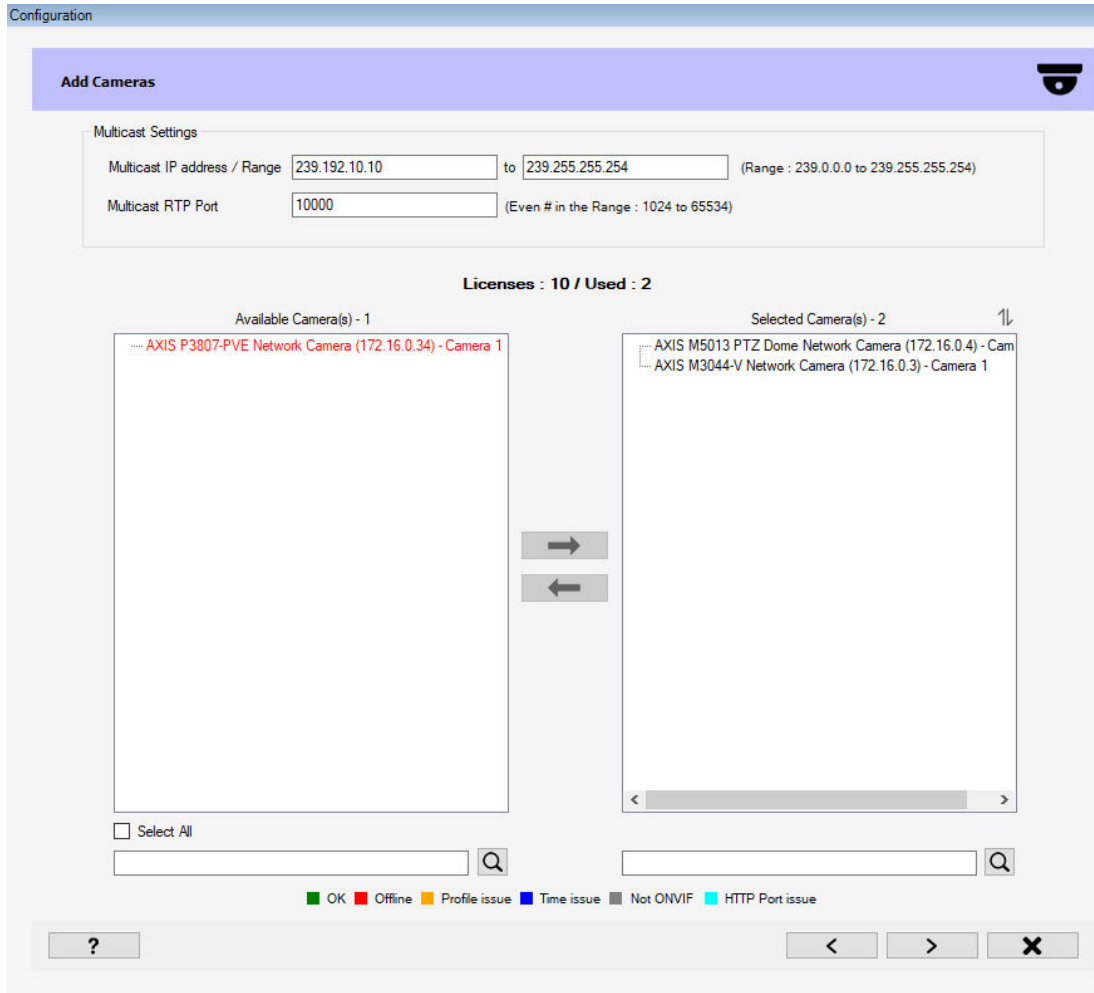 Configuration
Add Cameras
Multicast Settings
Multicast IP address / Range 239.192.10.10 to 239.255.255.254 (Range : 239.0.0.0 to 239.255.255.254)
Multicast RTP Port 10000 (Even # in the Range : 1024 to 65534)
Licenses : 10 / Used : 2
Available Camera(s) - 1
AXIS P3807-PVE Network Camera (172.16.0.34) - Camera 1
Selected Camera(s) - 2
AXIS M5013 PTZ Dome Network Camera (172.16.0.4) - Cam
AXIS M3044-V Network Camera (172.16.0.3) - Camera 1
Select All
OK Offline Profile issue Time issue Not ONVIF HTTP Port issue
? < >